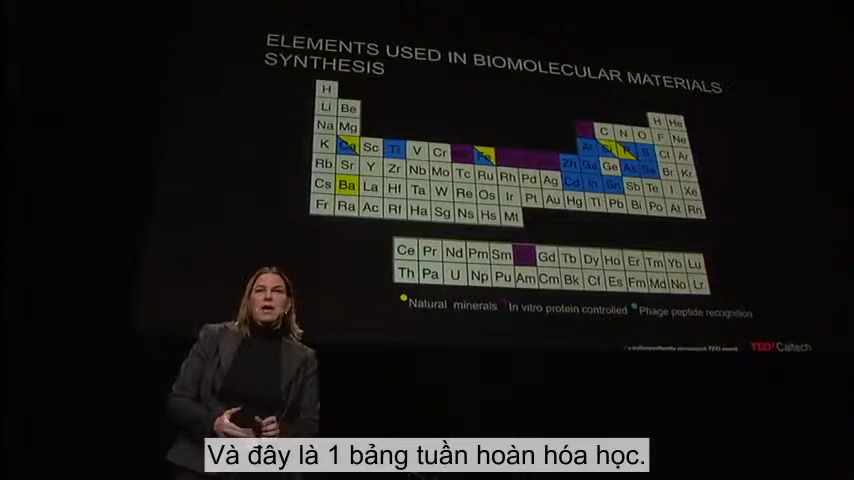 ELEMENTS USED IN BIOMOLECULAR MATERIALS
SYNTHESIS
H H He
Li Be C N O F Ne
Na Mg Al Si P S Cl Ar
K Ca Sc Ti V Cr Fe Zn Ga Ge As Se Br Kr
Rb Sr Y Zr Nb Mo Tc Ru Rh Pd Ag Cd In Sn Sb Te I Xe
Cs Ba La Hf Ta W Re Os Ir Pt Au Hg Tl Pb Bi Po At Rn
Fr Ra Ac Rf Ha Sg Ns Hs Mt
Ce Pr Nd Pm Sm Gd Tb Dy Ho Er Tm Yb Lu
Th Pa U Np Pu Am Cm Bk Cf Es Fm Md No Lr
Natural minerals In vitro protein controlled Phage peptide recognition
TEDx Caltech
Và đây là 1 bảng tuần hoàn hóa học.